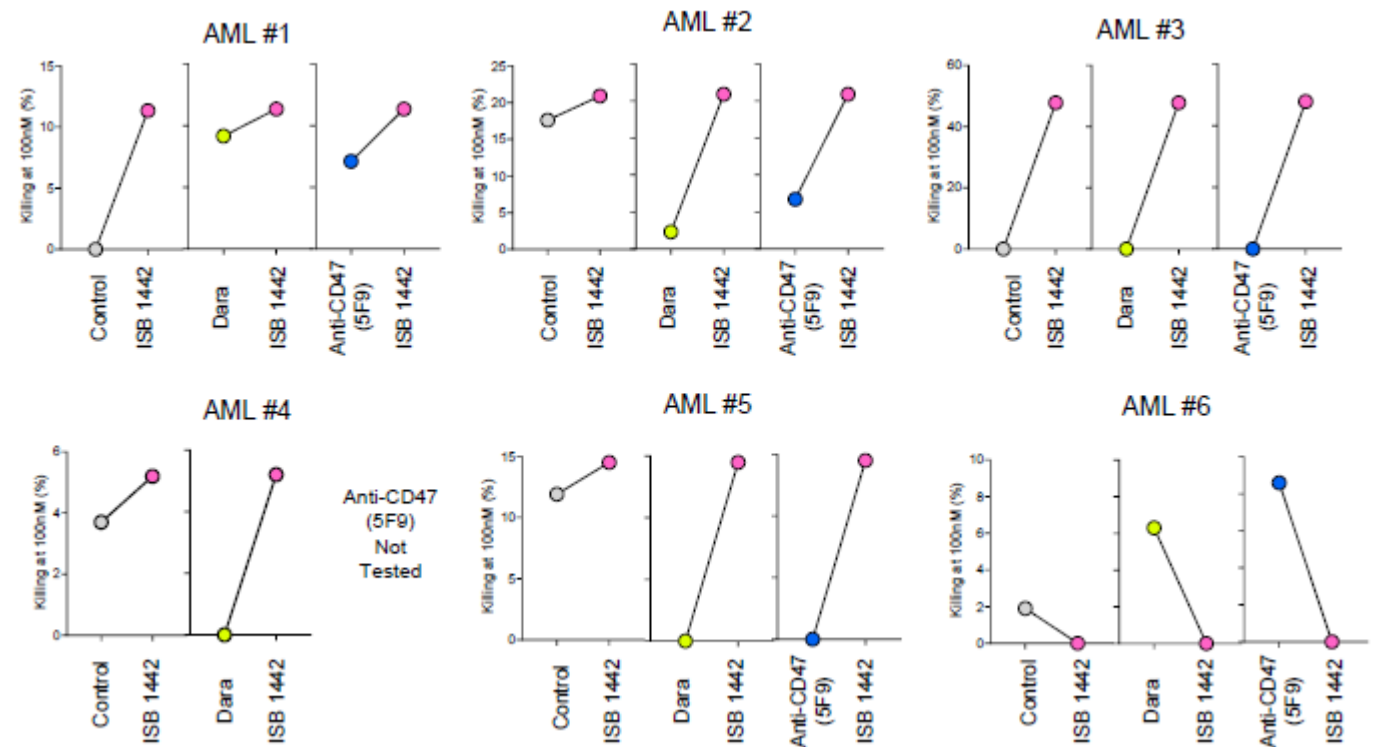 AML #1
Killing at 100nM (%)
15
10
5
0
Control
ISB 1442
Dara
ISB 1442
Anti-CD47
(5F9)
ISB 1442
AML #2
Killing at 100nM (%)
25
20
15
10
5
0
Control
ISB 1442
Dara
ISB 1442
Anti-CD47
(5F9)
ISB 1442
AML #3
Killing at 100nM (%)
60
40
20
0
Control
ISB 1442
Dara
ISB 1442
Anti-CD47
(5F9)
ISB 1442
AML #4
Killing at 100nM (%)
6
4
2
0
Control
ISB 1442
Dara
ISB 1442
Anti-CD47
(5F9)
Not
Tested
AML #5
Killing at 100nM (%)
15
10
5
0
Control
ISB 1442
Dara
ISB 1442
Anti-CD47
(5F9)
ISB 1442
AML #6
Killing at 100nM (%)
10
8
6
4
2
0
Control
ISB 1442
Dara
ISB 1442
Anti-CD47
(5F9)
ISB 1442